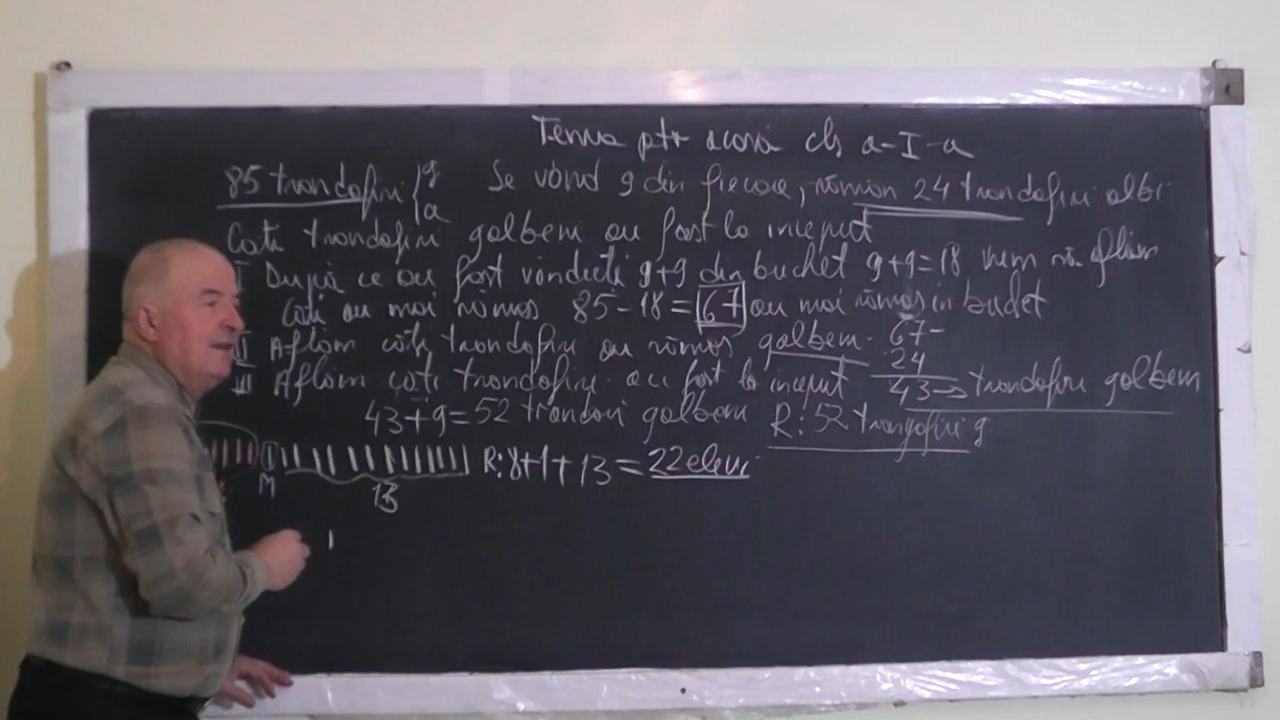 Tema ptr acasă cls a-I-a
85 trandafiri { g a Se vând 9 din fiecare, rămân 24 trandafiri albi
Câți trandafiri galbeni au fost la început
I După ce au fost vânduți 9+9 din buchet 9+9=18 vrem să aflăm
câți au mai rămas 85-18=67 au mai rămas in buchet
II Aflăm câți trandafiri au rămas galbeni 67-
24
III Aflăm câți trandafiri au fost la început 43 => trandafiri galbeni
43+9=52 trandafiri galbeni R: 52 trandafiri g
R: 8+1+13=22 elevi
M
13